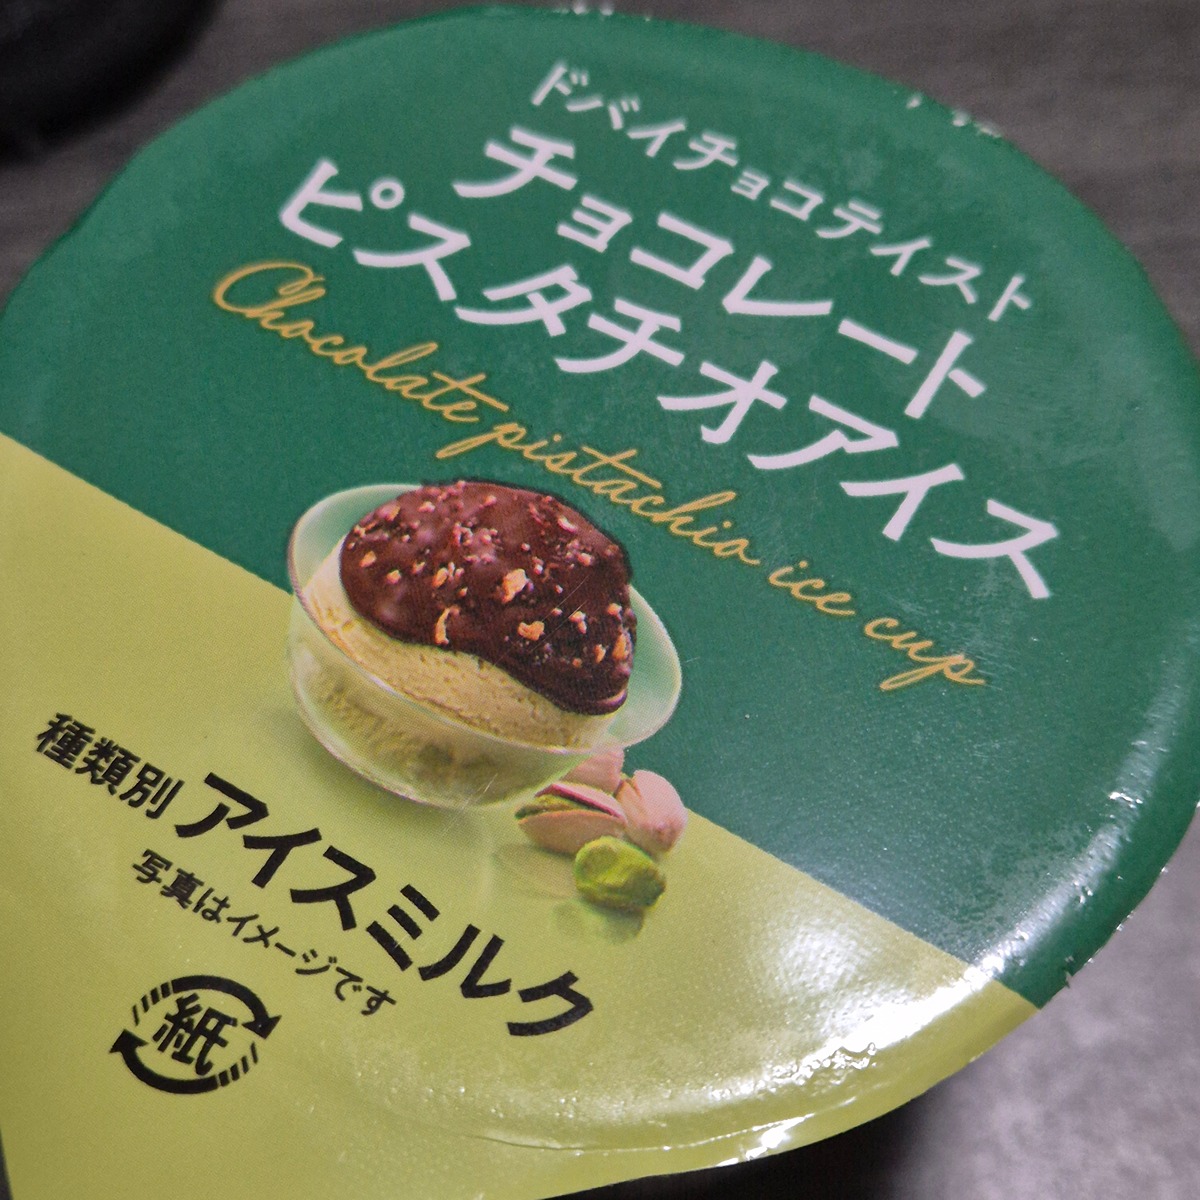 ドバイチョコテイスト
チョコレート
ピスタチオアイス
Chocolate pistachio ice cup
種類別 アイスミルク
写真はイメージです
紙